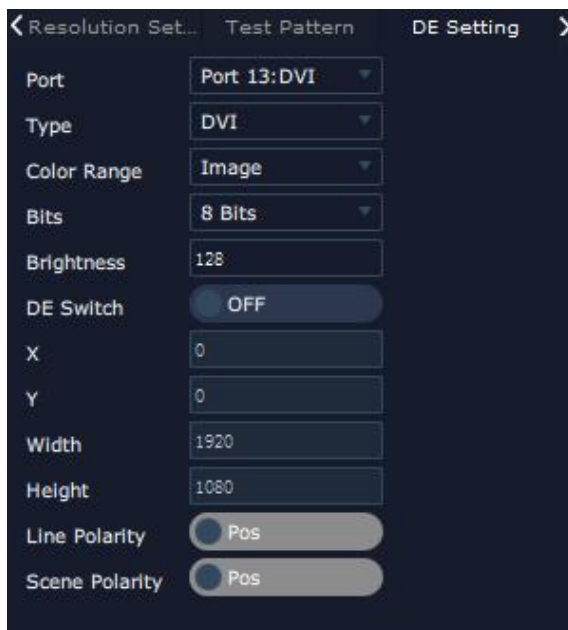 Resolution Set... Test Pattern DE Setting
Port Port 13:DVI
Type DVI
Color Range Image
Bits 8 Bits
Brightness 128
DE Switch OFF
X 0
Y 0
Width 1920
Height 1080
Line Polarity Pos
Scene Polarity Pos